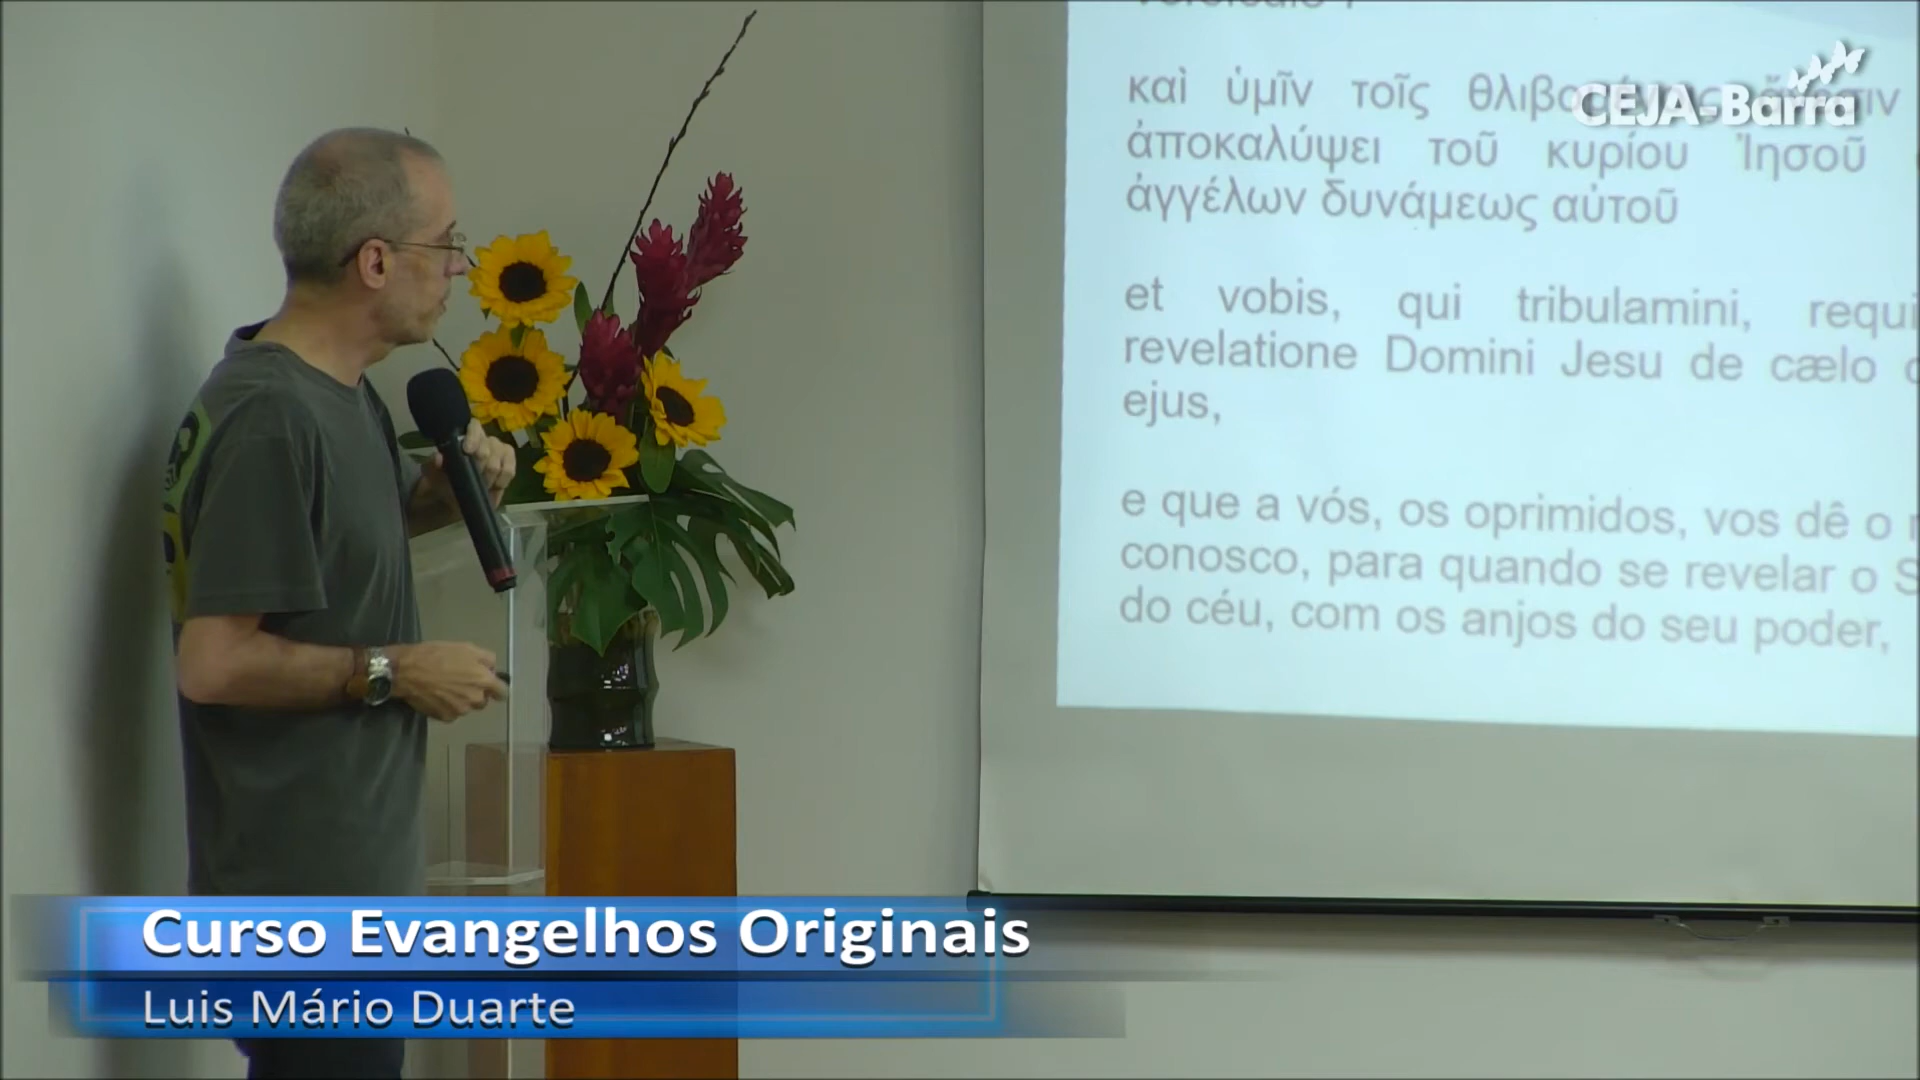 καὶ ὑμῖν τοῖς
ἀποκαλύψει τοῦ κυρίου Ἰησοῦ
ἀγγέλων δυνάμεως αὐτοῦ
et vobis, qui tribulamini,
revelatione Domini Jesu de cælo
ejus,
e que a vós, os oprimidos, vos dê o
conosco, para quando se revelar o
do céu, com os anjos do seu poder,
CEJA-Barra
Curso Evangelhos Originais
Luis Mário Duarte